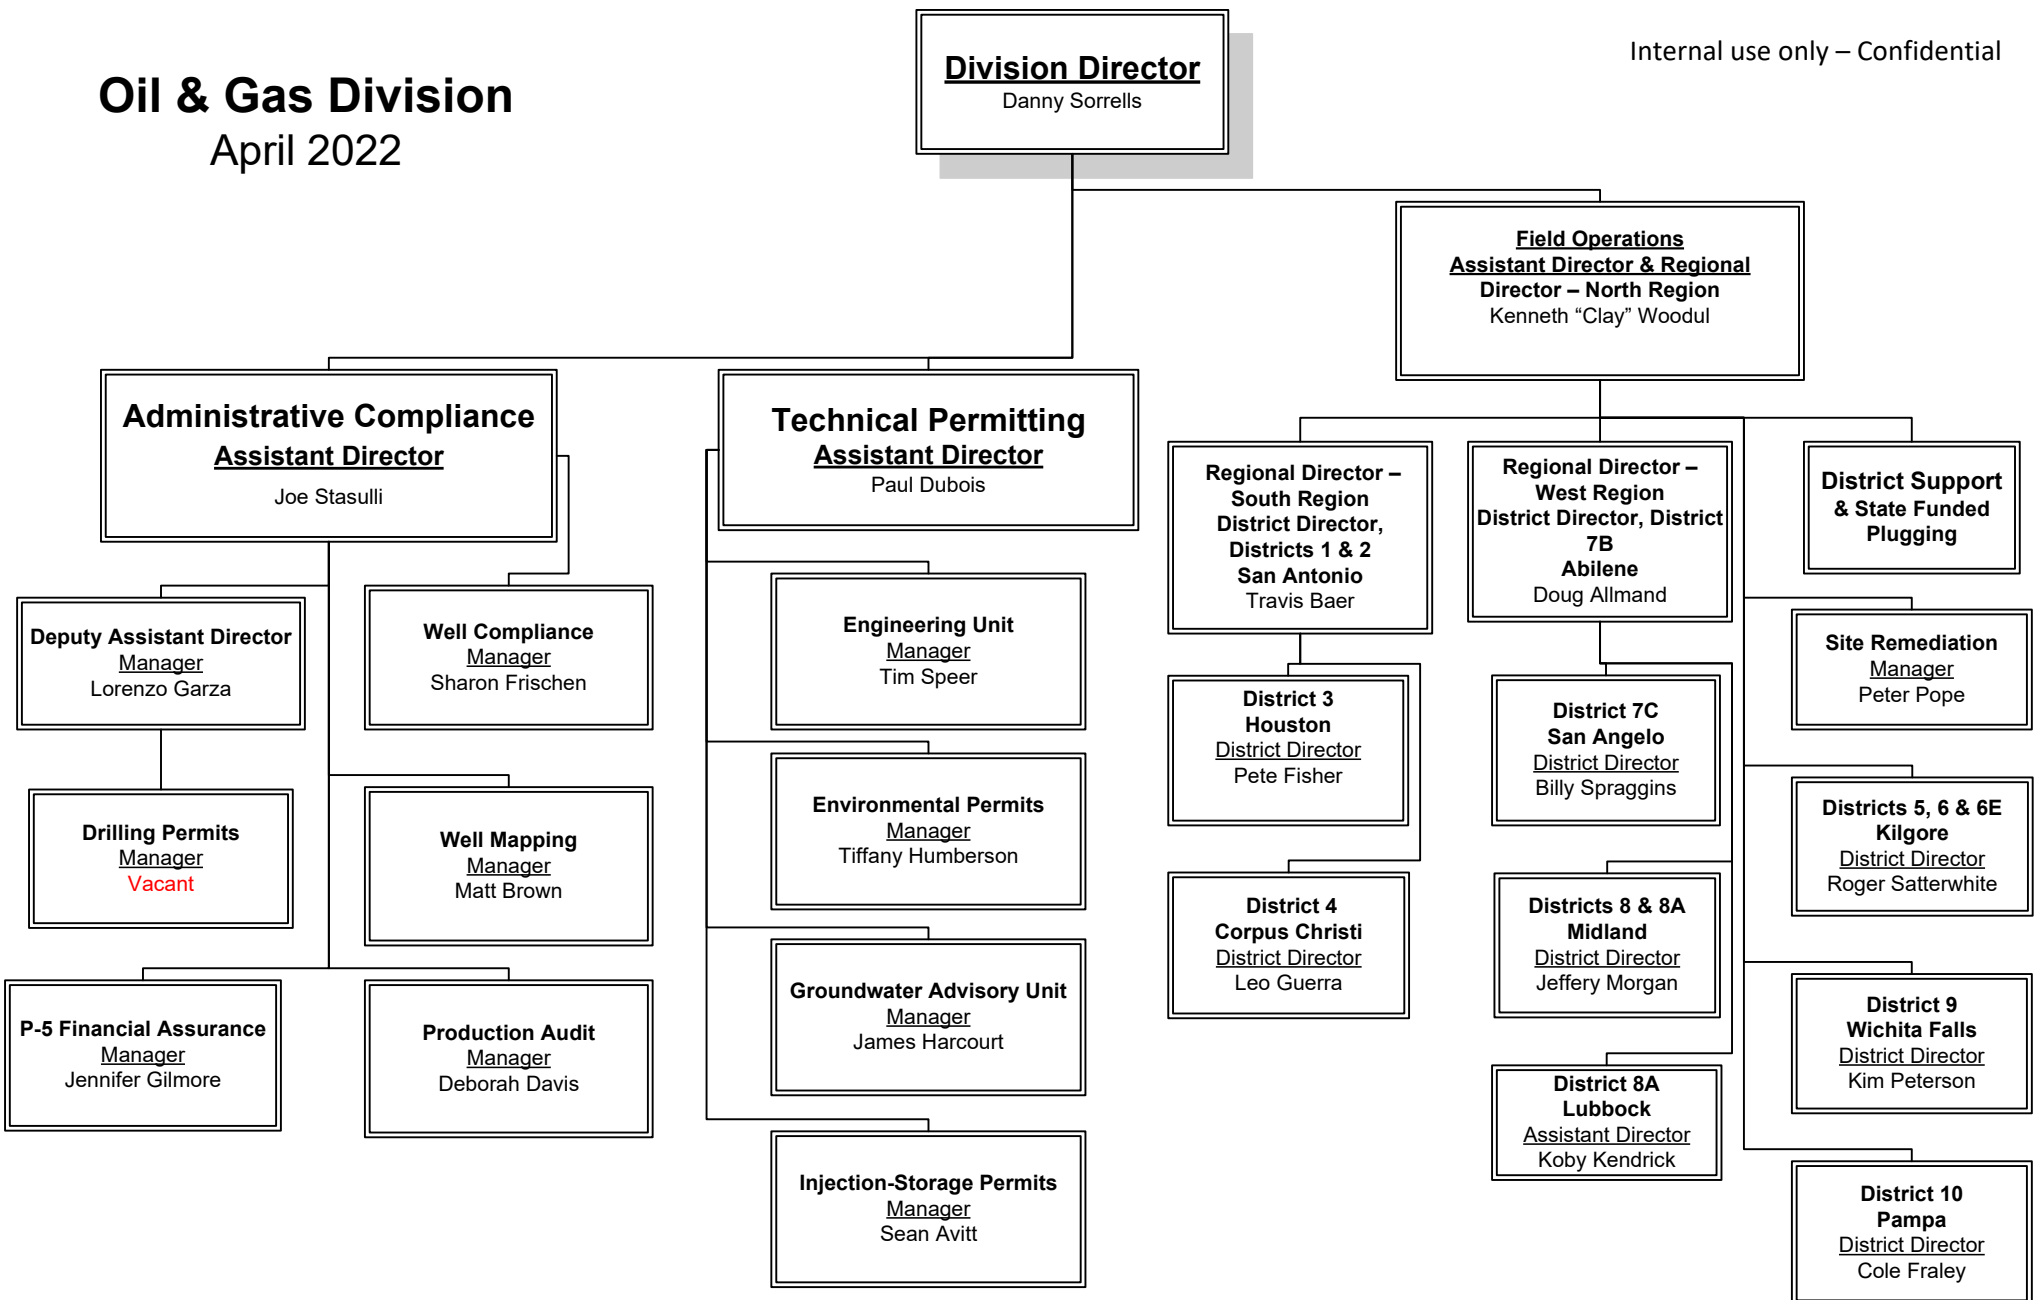 Internal use only – Confidential
Oil & Gas Division
April 2022
Division Director
Danny Sorrells
Field Operations
Assistant Director & Regional
Director – North Region
Kenneth “Clay” Woodul
Administrative Compliance
Assistant Director
Joe Stasulli
Technical Permitting
Assistant Director
Paul Dubois
Deputy Assistant Director
Manager
Lorenzo Garza
Well Compliance
Manager
Sharon Frischen
Drilling Permits
Manager
Vacant
Well Mapping
Manager
Matt Brown
P-5 Financial Assurance
Manager
Jennifer Gilmore
Production Audit
Manager
Deborah Davis
Engineering Unit
Manager
Tim Speer
Environmental Permits
Manager
Tiffany Humberson
Groundwater Advisory Unit
Manager
James Harcourt
Injection-Storage Permits
Manager
Sean Avitt
Regional Director –
South Region
District Director,
Districts 1 & 2
San Antonio
Travis Baer
District 3
Houston
District Director
Pete Fisher
District 4
Corpus Christi
District Director
Leo Guerra
Regional Director –
West Region
District Director, District
7B
Abilene
Doug Allmand
District 7C
San Angelo
District Director
Billy Spraggins
Districts 8 & 8A
Midland
District Director
Jeffery Morgan
District 8A
Lubbock
Assistant Director
Koby Kendrick
District Support
& State Funded
Plugging
Site Remediation
Manager
Peter Pope
Districts 5, 6 & 6E
Kilgore
District Director
Roger Satterwhite
District 9
Wichita Falls
District Director
Kim Peterson
District 10
Pampa
District Director
Cole Fraley